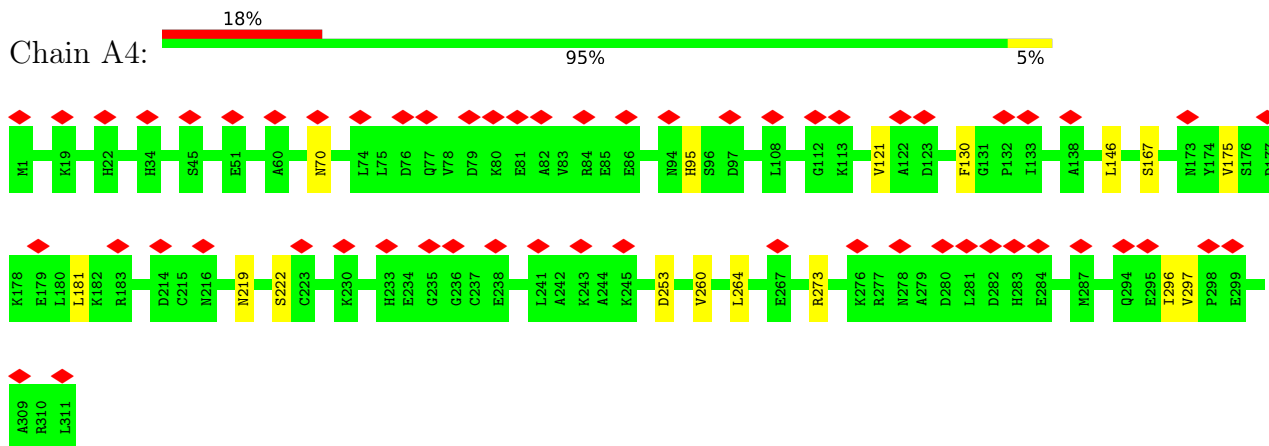 18%
Chain A4:
95% 5%
M1 K19 H22 H34 S45 E51 A60 N70 L74 L75 D76 Q77 V78 D79 K80 E81 A82 V83 R84 E85 E86 N94 H95 S96 D97 L108 G112 K113 V121 A122 D123 F130 G131 P132 I133 A138 L146 S167 N173 Y174 V175 S176
K178 E179 L180 L181 K182 R183 D214 C215 N216 N219 S222 C223 K230 H233 E234 G235 G236 C237 E238 L241 A242 K243 A244 K245 D253 V260 L264 E267 R273 K276 R277 N278 A279 D280 L281 D282 H283 E284 M287 Q294 E295 I296 V297 P298 E299
A309 R310 L311